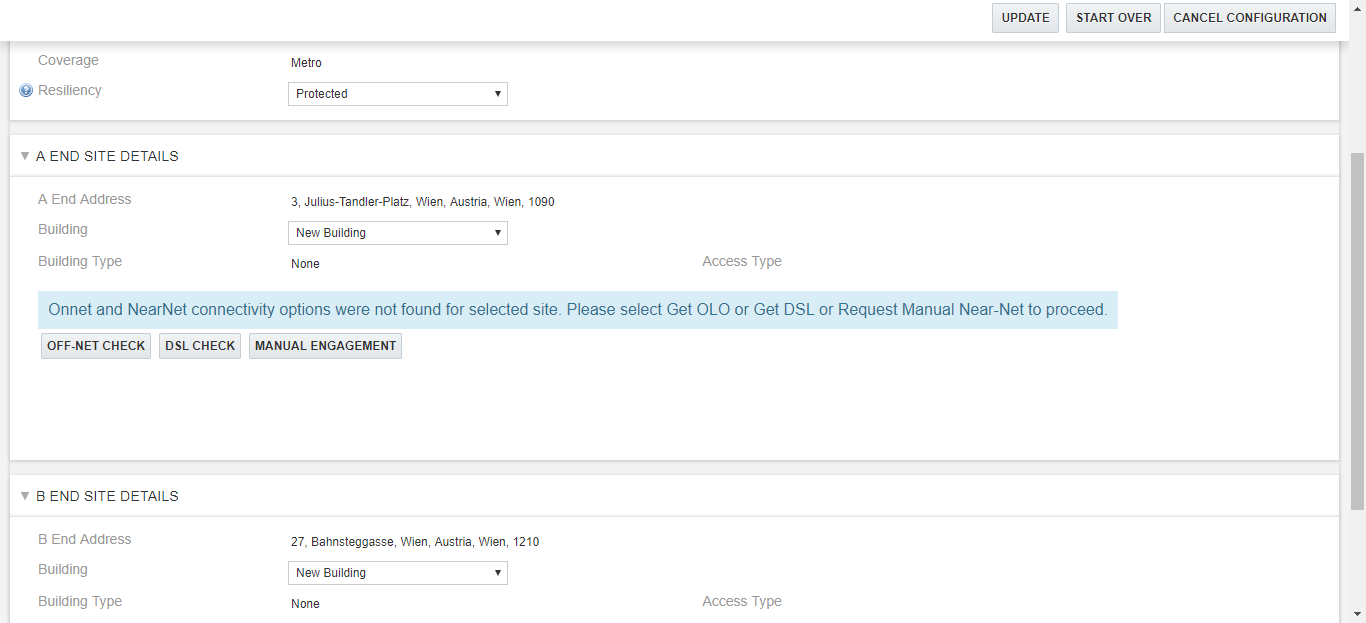 UPDATE START OVER CANCEL CONFIGURATION
Coverage Metro
Resiliency Protected
A END SITE DETAILS
A End Address 3, Julius-Tandler-Platz, Wien, Austria, Wien, 1090
Building New Building
Building Type None Access Type
Onnet and NearNet connectivity options were not found for selected site. Please select Get OLO or Get DSL or Request Manual Near-Net to proceed.
OFF-NET CHECK DSL CHECK MANUAL ENGAGEMENT
B END SITE DETAILS
B End Address 27, Bahnsteggasse, Wien, Austria, Wien, 1210
Building New Building
Building Type None Access Type